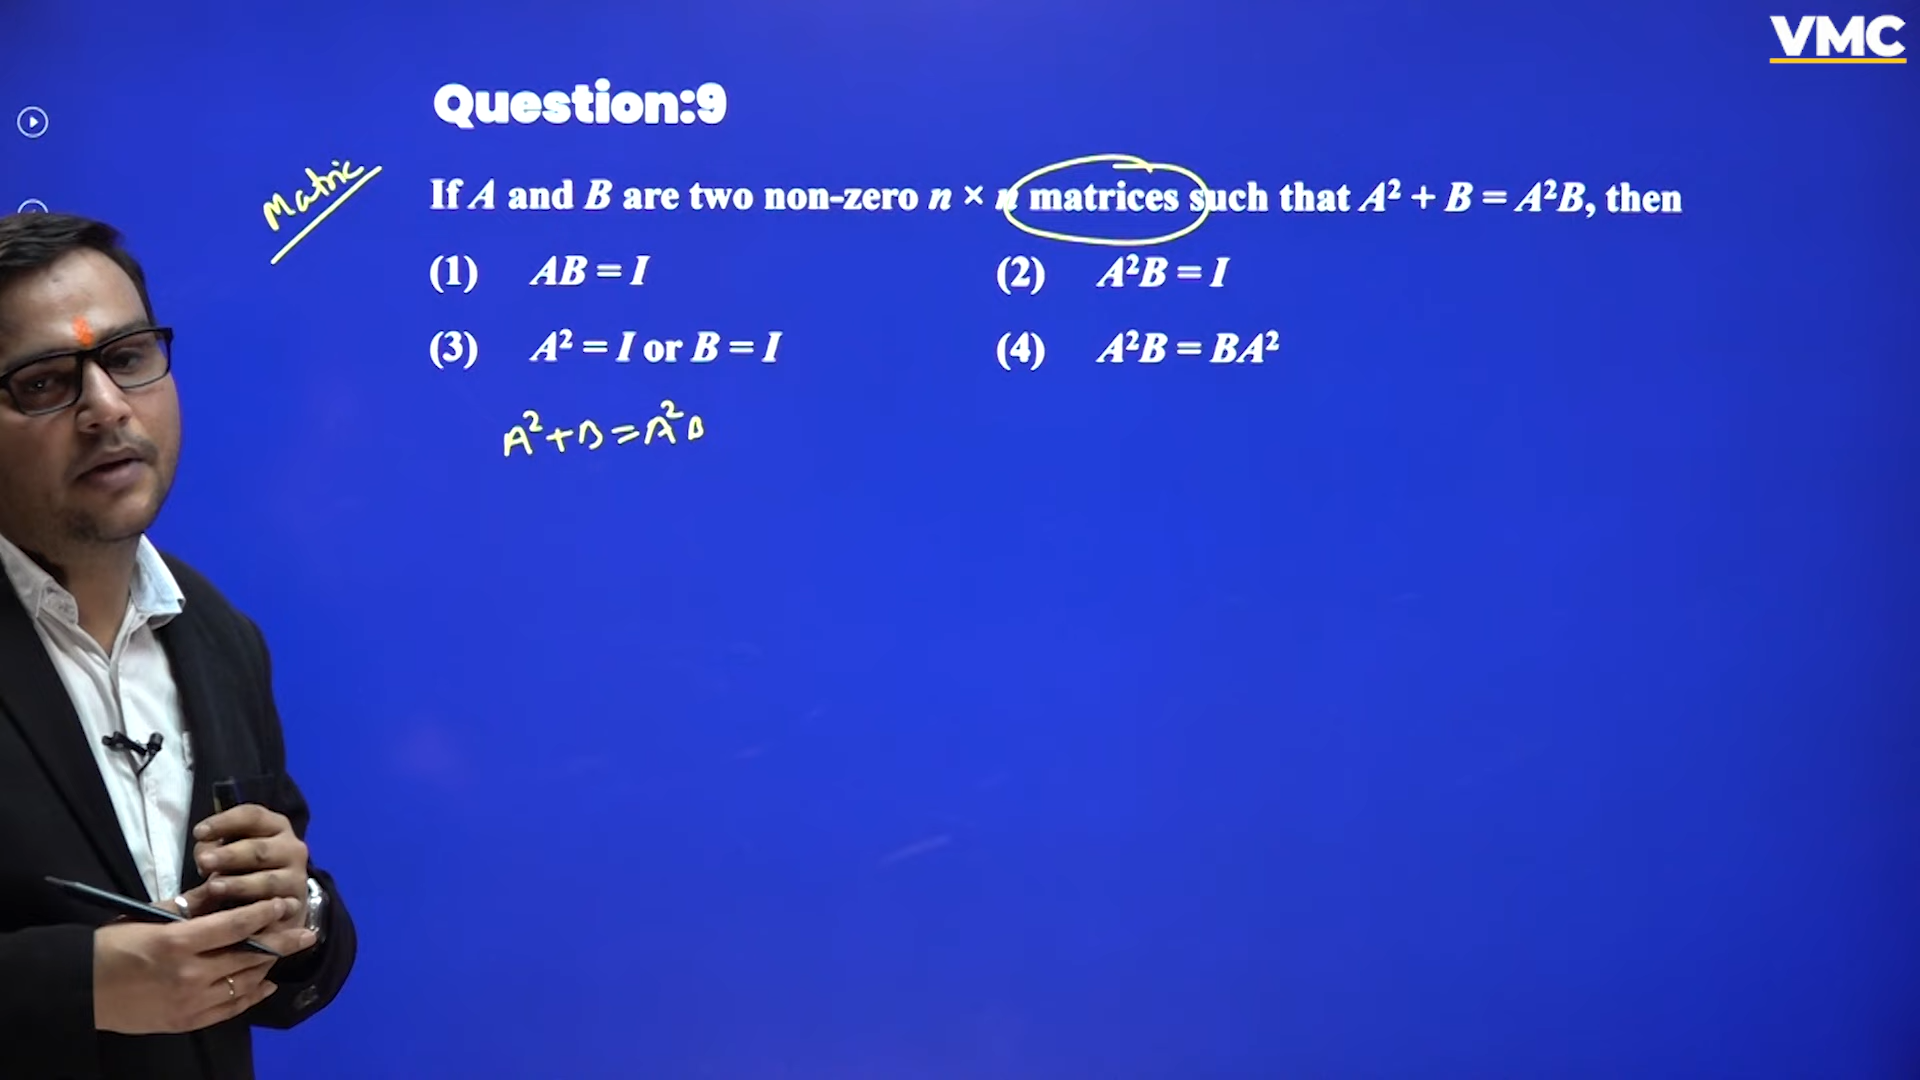 VMC
Question:9
Matric
If A and B are two non-zero n × n matrices such that A² + B = A²B, then
(1) AB = I (2) A²B = I
(3) A² = I or B = I (4) A²B = BA²
A²+B=A²B